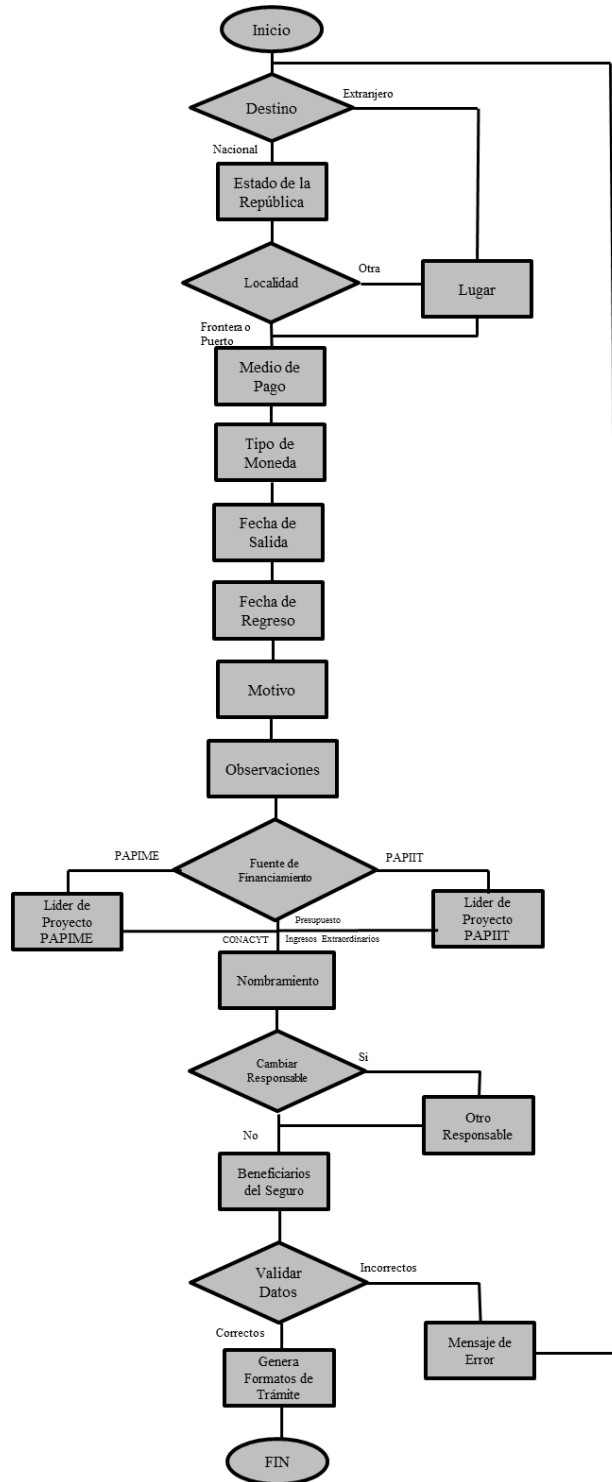 Inicio
Destino
Extranjero
Nacional
Estado de la
República
Localidad
Otra
Lugar
Frontera o
Puerto
Medio de
Pago
Tipo de
Moneda
Fecha de
Salida
Fecha de
Regreso
Motivo
Observaciones
PAPIME
Fuente de
Financiamiento
PAPIIT
Lider de
Proyecto
PAPIME
Lider de
Proyecto
PAPIIT
Presupuesto
CONACYT
Ingresos Extraordinarios
Nombramiento
Cambiar
Responsable
Si
Otro
Responsable
No
Beneficiarios
del Seguro
Validar
Datos
Incorrectos
Correctos
Mensaje de
Error
Genera
Formatos de
Trámite
FIN